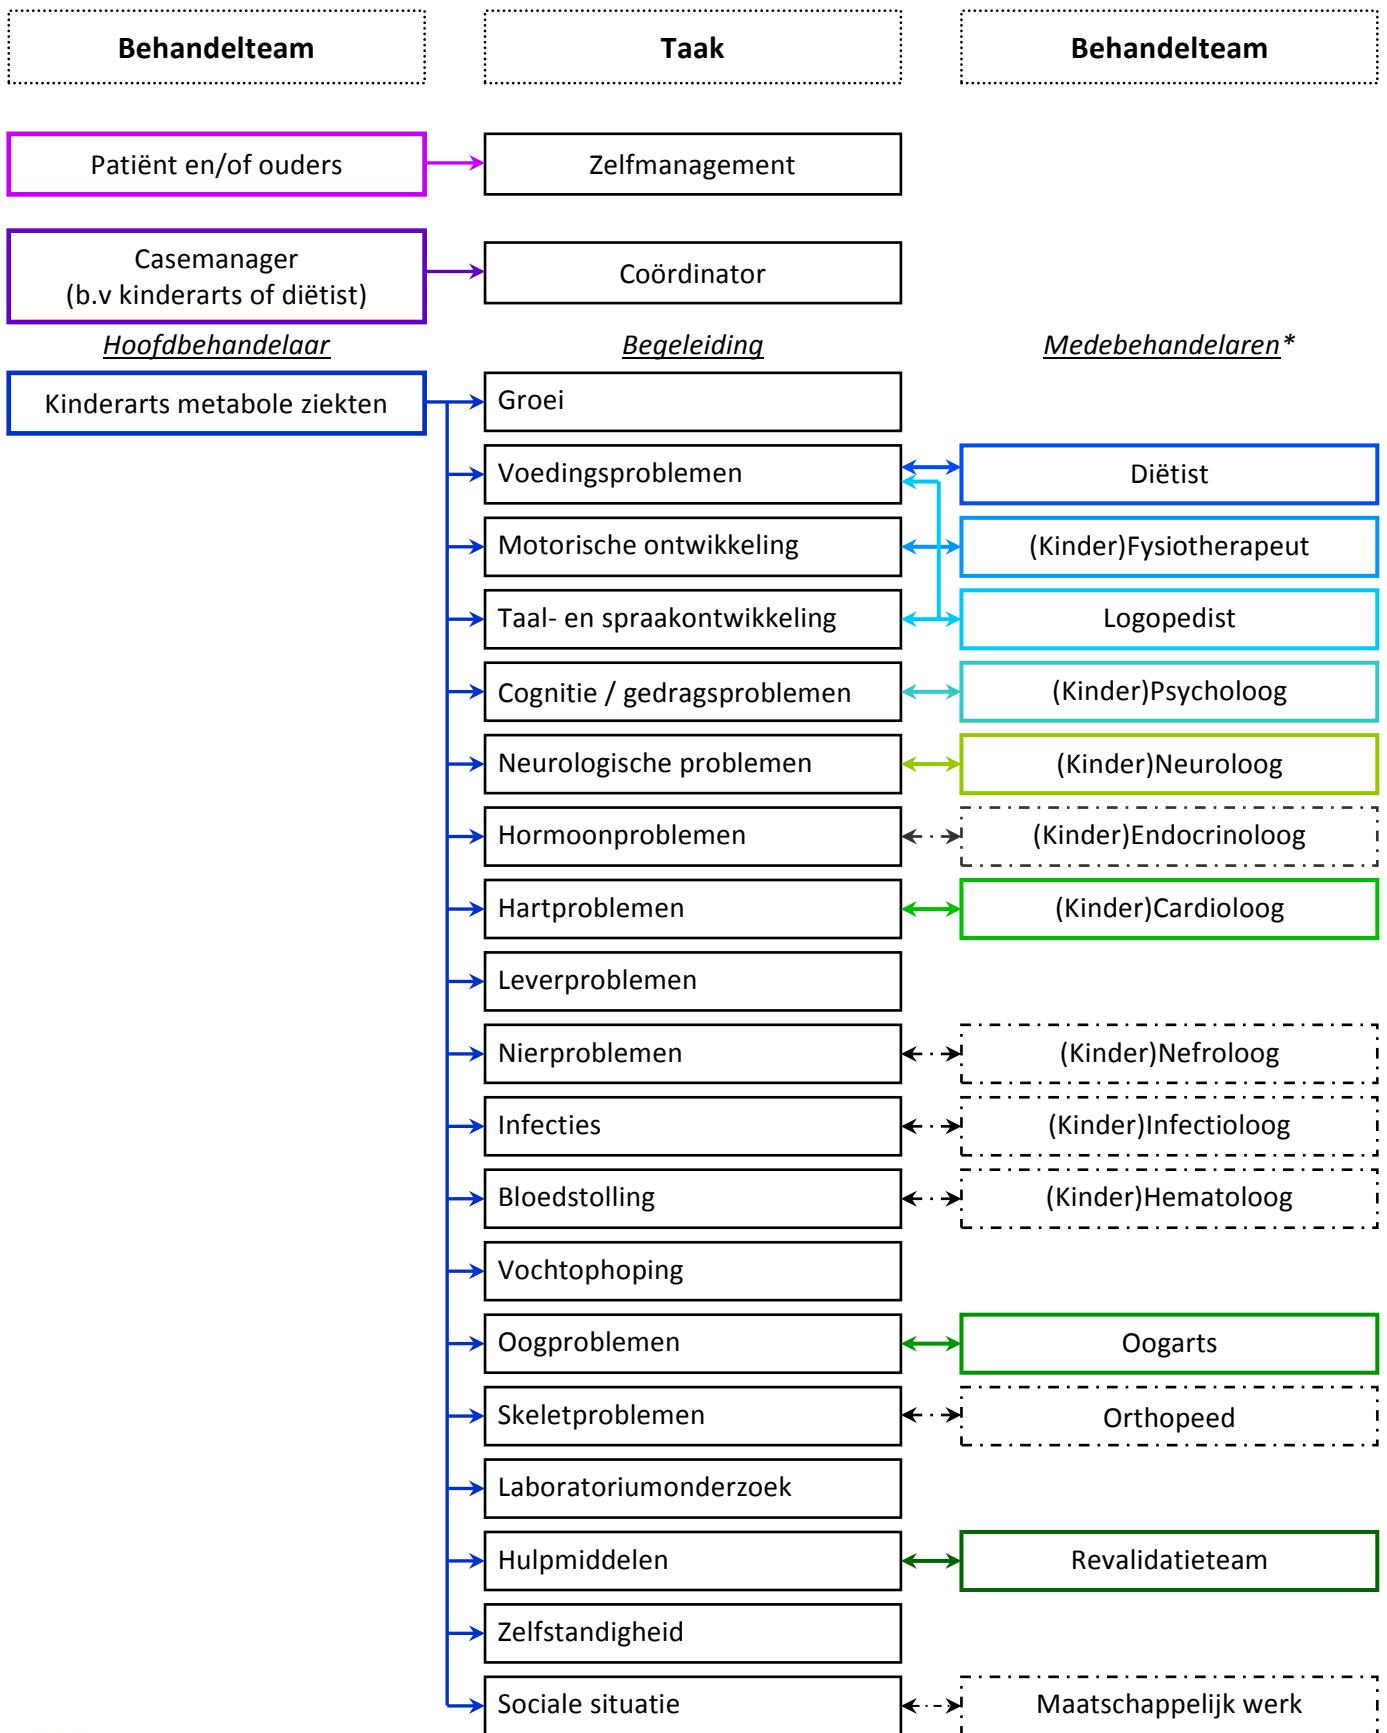 Behandelteam
Taak
Behandelteam
Patiënt en/of ouders
Zelfmanagement
Casemanager
(b.v kinderarts of diëtist)
Coördinator
Hoofdbehandelaar
Begeleiding
Medebehandelaren*
Kinderarts metabole ziekten
Groei
Voedingsproblemen
Diëtist
Motorische ontwikkeling
(Kinder)Fysiotherapeut
Taal- en spraakontwikkeling
Logopedist
Cognitie / gedragsproblemen
(Kinder)Psycholoog
Neurologische problemen
(Kinder)Neuroloog
Hormoonproblemen
(Kinder)Endocrinoloog
Hartproblemen
(Kinder)Cardioloog
Leverproblemen
Nierproblemen
(Kinder)Nefroloog
Infecties
(Kinder)Infectioloog
Bloedstolling
(Kinder)Hematoloog
Vochtophoping
Oogproblemen
Oogarts
Skeletproblemen
Orthopeed
Laboratoriumonderzoek
Hulpmiddelen
Revalidatieteam
Zelfstandigheid
Sociale situatie
Maatschappelijk werk